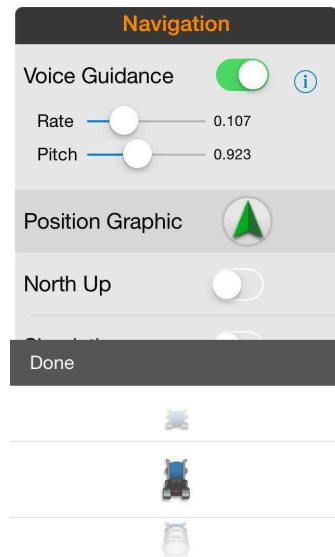 Navigation
Voice Guidance
i
Rate 0.107
Pitch 0.923
Position Graphic
North Up
Done